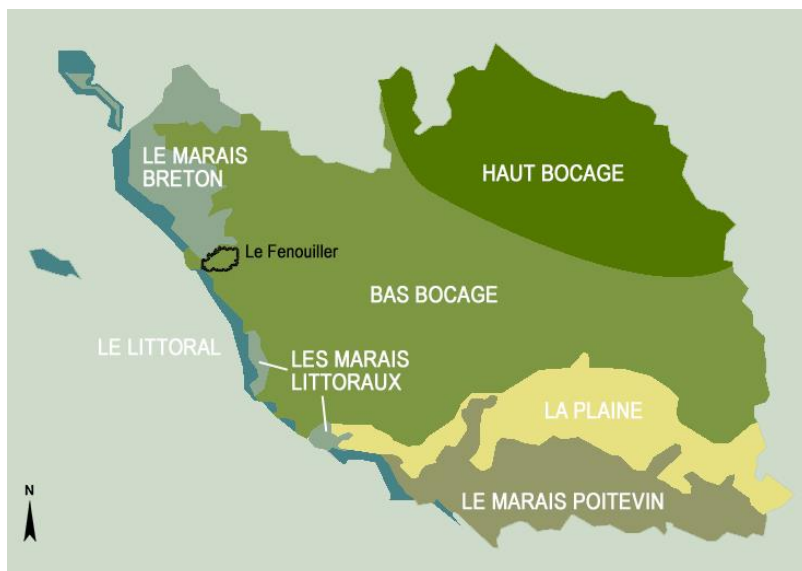 LE MARAIS
BRETON
HAUT BOCAGE
Le Fenouiller
BAS BOCAGE
LE LITTORAL
LES MARAIS
LITTORAUX
LA PLAINE
LE MARAIS POITEVIN
N